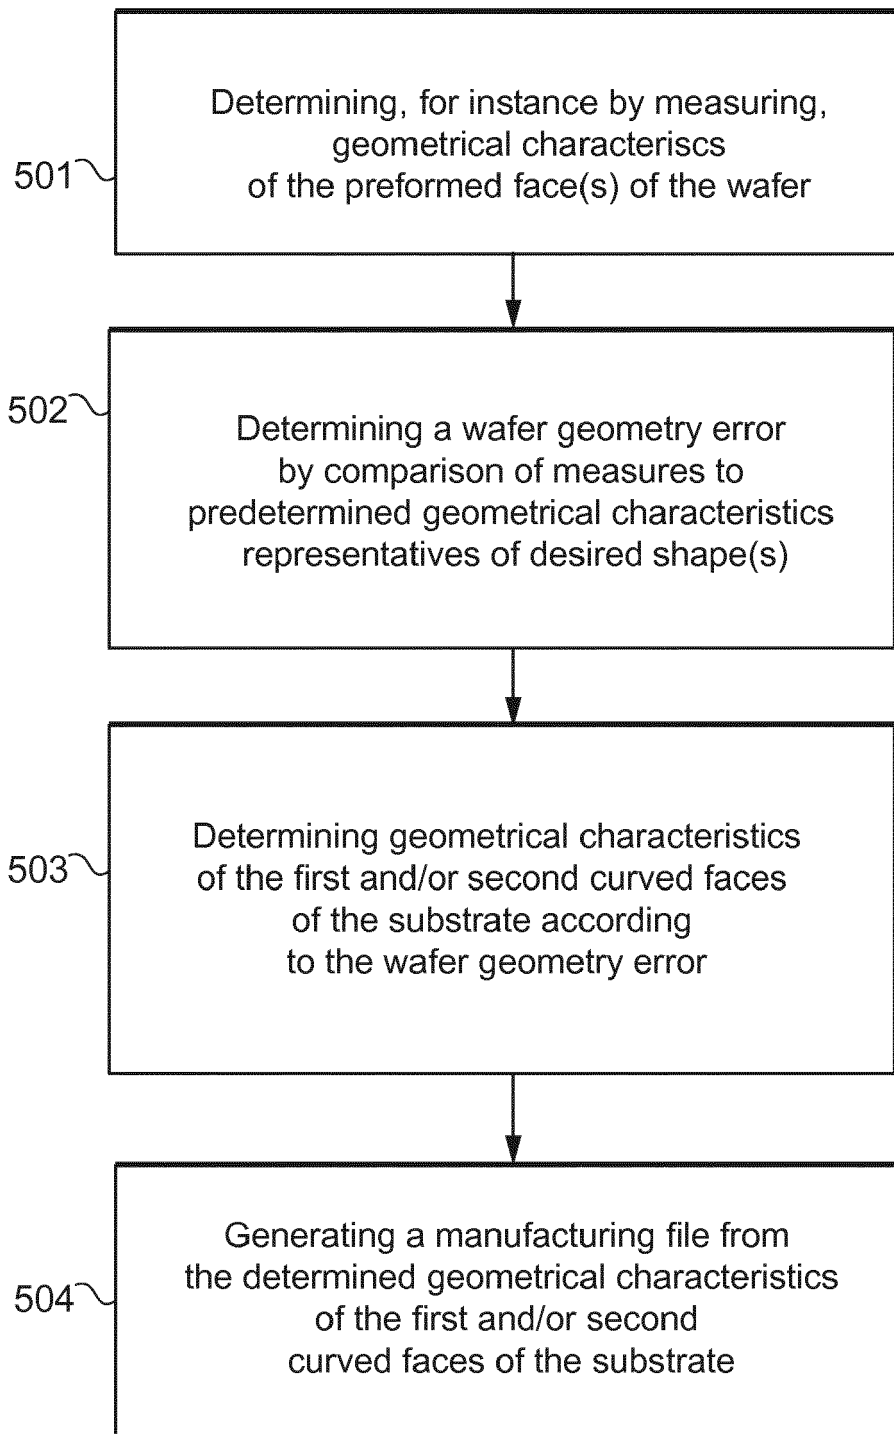 Determining, for instance by measuring,
geometrical characteriscs
501
of the preformed face(s) of the wafer
502
Determining a wafer geometry error
by comparison of measures to
predetermined geometrical characteristics
representatives of desired shape(s)
Determining geometrical characteristics
503
of the first and/or second curved faces
of the substrate according
to the wafer geometry error
Generating a manufacturing file from
the determined geometrical characteristics
504
of the first and/or second
curved faces of the substrate